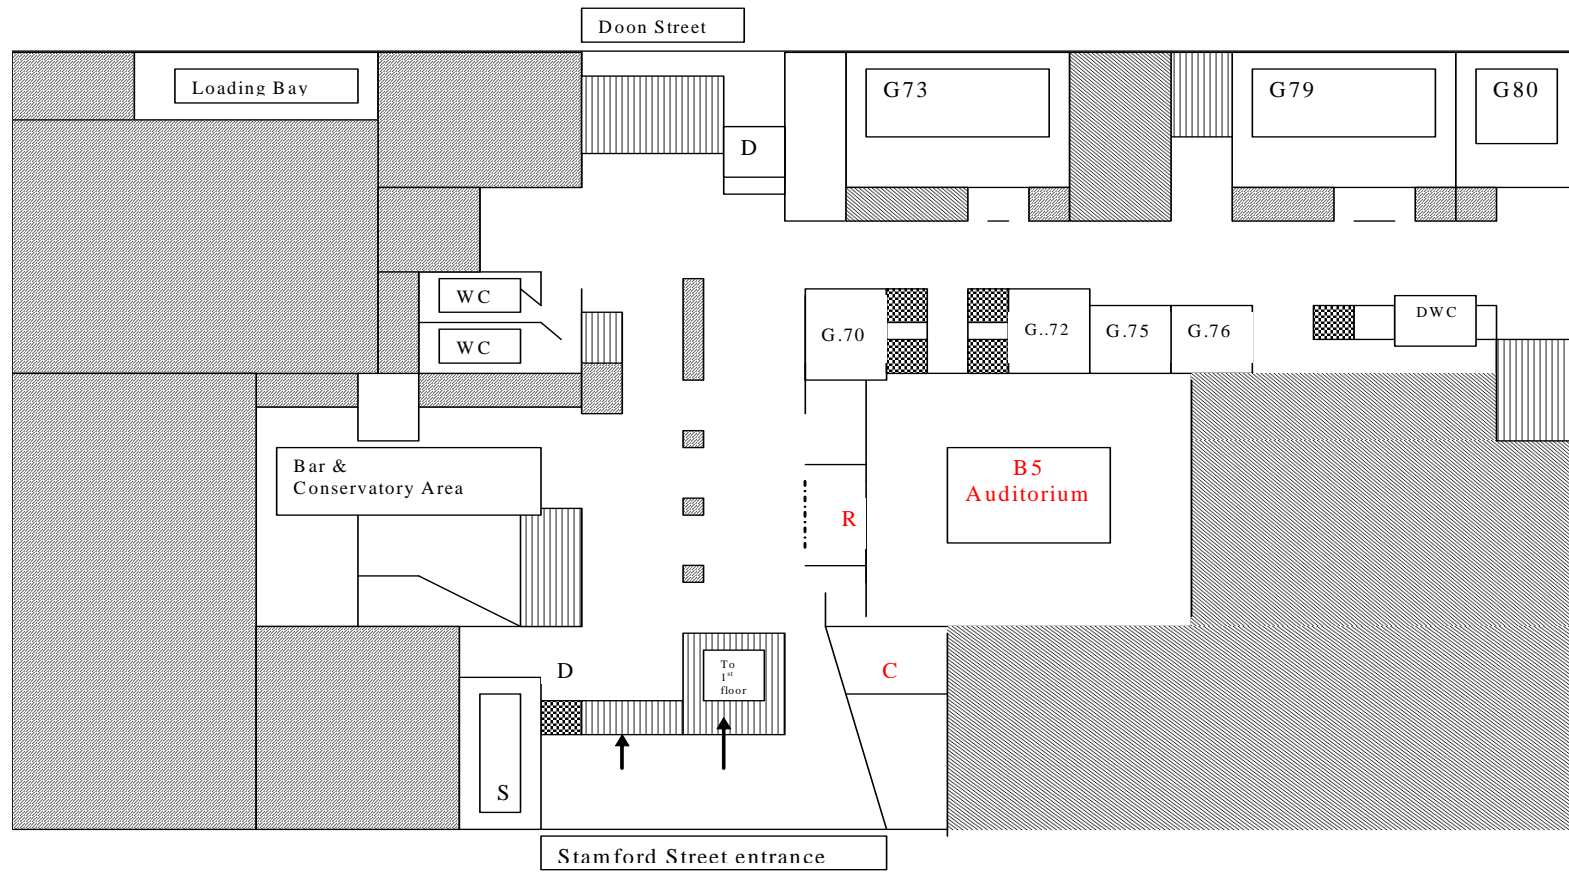 Doon Street
Loading Bay
G73
G79
G80
D
WC
WC
G.70
G..72
G.75
G.76
DWC
Bar &
Conservatory Area
B5
Auditorium
R
D
To
1st
floor
C
S
Stamford Street entrance